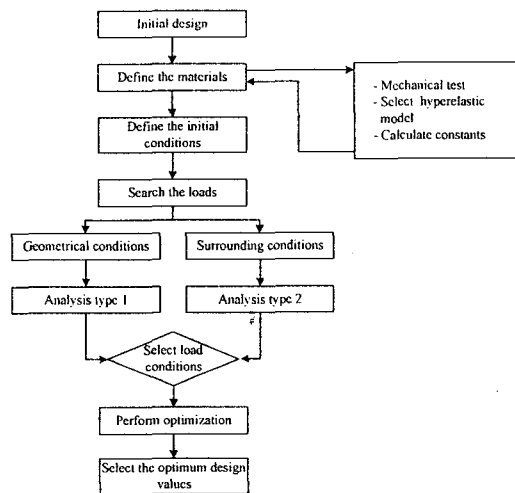 Initial design
Define the materials
- Mechanical test
- Select hyperelastic
model
- Calculate constants
Define the initial
conditions
Search the loads
Geometrical conditions
Surrounding conditions
Analysis type 1
Analysis type 2
Select load
conditions
Perform optimization
Select the optimum design
values